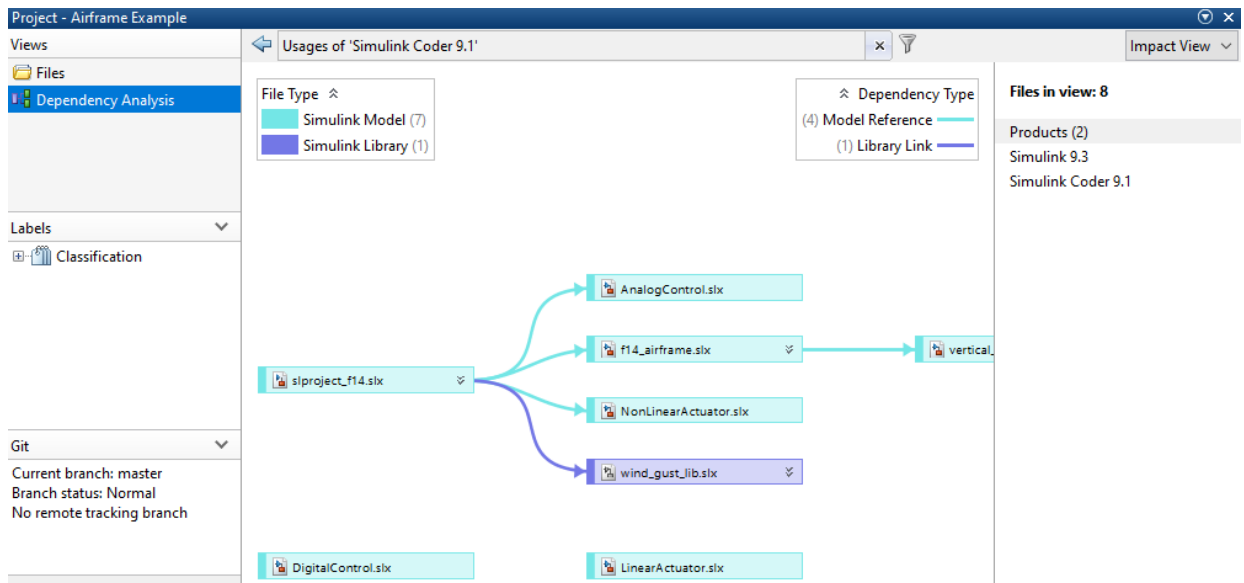 Project - Airframe Example
Views
Files
Dependency Analysis
Labels
Classification
Git
Current branch: master
Branch status: Normal
No remote tracking branch
Usages of 'Simulink Coder 9.1'
Impact View
File Type
Simulink Model (7)
Simulink Library (1)
Dependency Type
(4) Model Reference
(1) Library Link
AnalogControl.slx
f14_airframe.slx
vertical_
slproject_f14.slx
NonLinearActuator.slx
wind_gust_lib.slx
DigitalControl.slx
LinearActuator.slx
Files in view: 8
Products (2)
Simulink 9.3
Simulink Coder 9.1